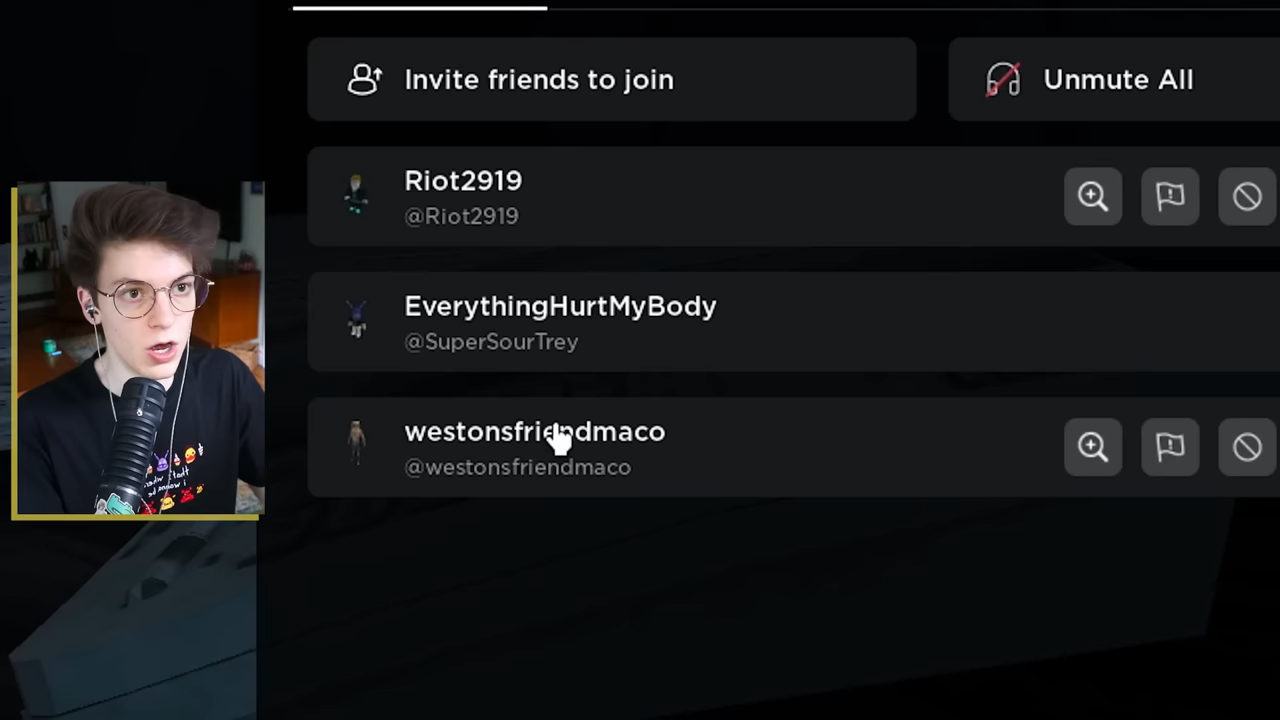 Invite friends to join
Unmute All
Riot2919
@Riot2919
EverythingHurtMyBody
@SuperSourTrey
westonsfriendmaco
@westonsfriendmaco